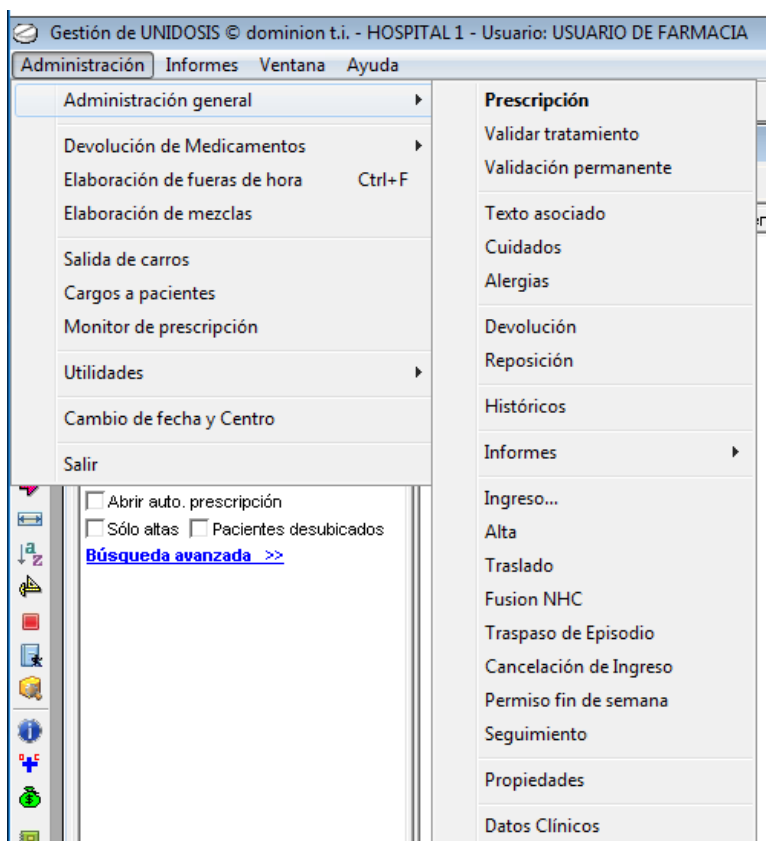 Gestión de UNIDOSIS © dominion t.i. - HOSPITAL 1 - Usuario: USUARIO DE FARMACIA
Administración Informes Ventana Ayuda
Administración general
Devolución de Medicamentos
Elaboración de fueras de hora Ctrl+F
Elaboración de mezclas
Salida de carros
Cargos a pacientes
Monitor de prescripción
Utilidades
Cambio de fecha y Centro
Salir
Prescripción
Validar tratamiento
Validación permanente
Texto asociado
Cuidados
Alergias
Devolución
Reposición
Históricos
Informes
Ingreso...
Alta
Traslado
Fusion NHC
Traspaso de Episodio
Cancelación de Ingreso
Permiso fin de semana
Seguimiento
Propiedades
Datos Clínicos
Abrir auto. prescripción
Sólo altas Pacientes desubicados
Búsqueda avanzada >>